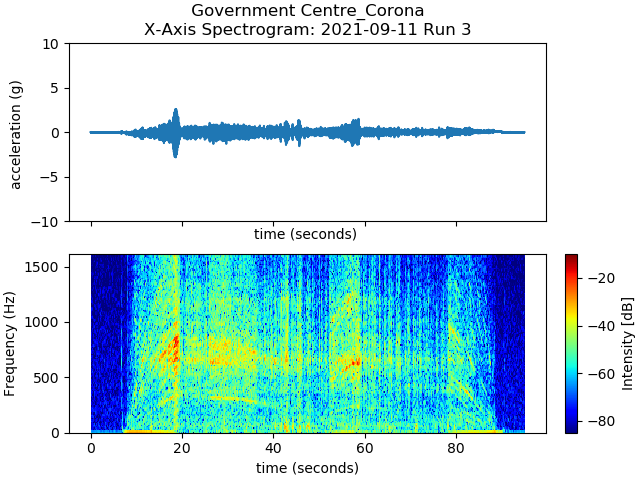 Government Centre_Corona
X-Axis Spectrogram: 2021-09-11 Run 3
10
5
0
−5
−10
acceleration (g)
time (seconds)
1500
1000
500
0
Frequency (Hz)
0 20 40 60 80
time (seconds)
−20
−40
−60
−80
Intensity [dB]